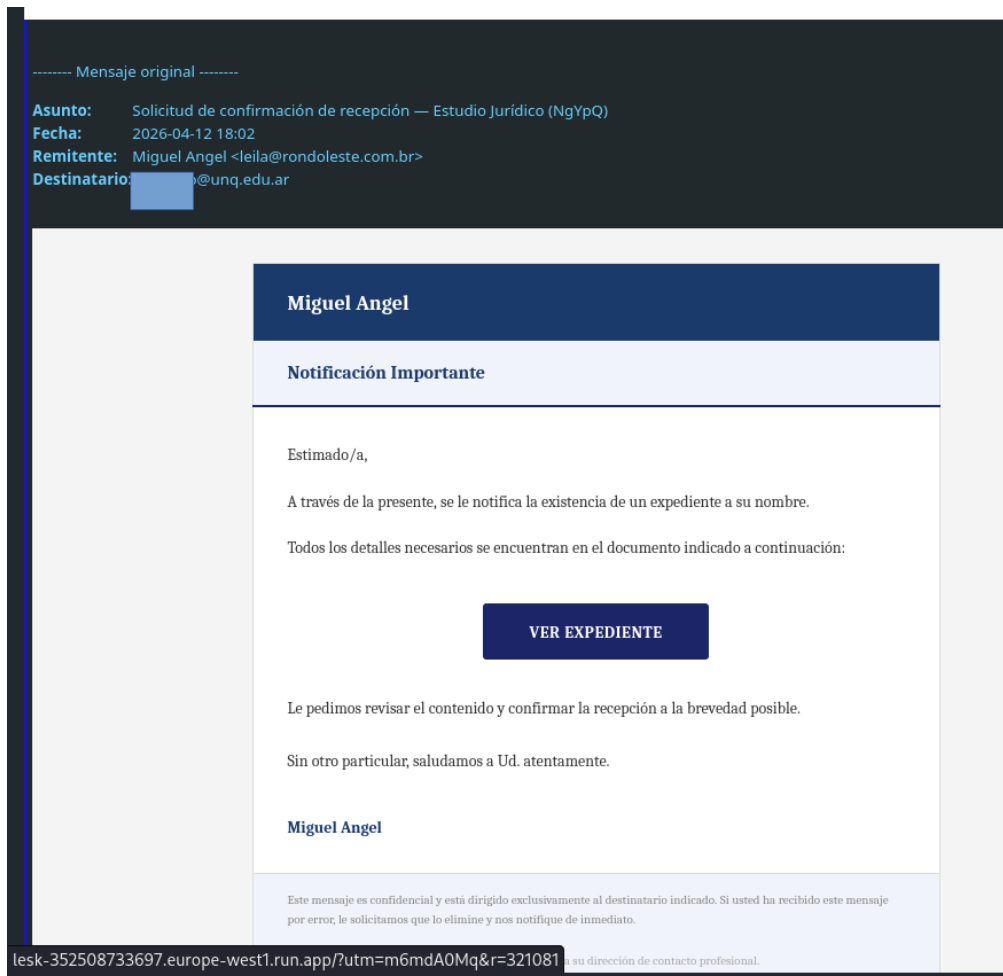 -------- Mensaje original --------
Asunto: Solicitud de confirmación de recepción — Estudio Jurídico (NgYpQ)
Fecha: 2026-04-12 18:02
Remitente: Miguel Angel <leila@rondoleste.com.br>
Destinatario: @unq.edu.ar
Miguel Angel
Notificación Importante
Estimado/a,
A través de la presente, se le notifica la existencia de un expediente a su nombre.
Todos los detalles necesarios se encuentran en el documento indicado a continuación:
VER EXPEDIENTE
Le pedimos revisar el contenido y confirmar la recepción a la brevedad posible.
Sin otro particular, saludamos a Ud. atentamente.
Miguel Angel
Este mensaje es confidencial y está dirigido exclusivamente al destinatario indicado. Si usted ha recibido este mensaje
por error, le solicitamos que lo elimine y nos notifique de inmediato.
a su dirección de contacto profesional.
lesk-352508733697.europe-west1.run.app/?utm=m6mdA0Mq&r=321081